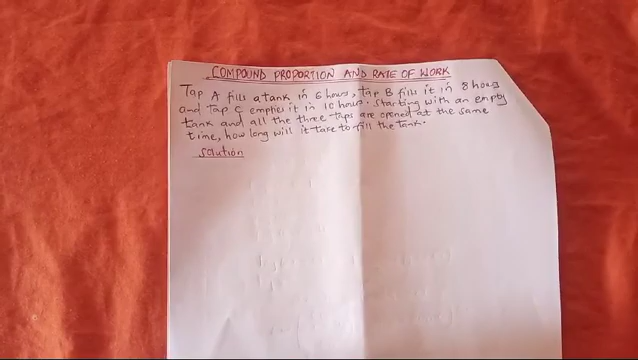 COMPOUND PROPORTION AND RATE OF WORK
Tap A fills a tank in 6 hours, Tap B fills it in 8 hours
and Tap C empties it in 10 hours. Starting with an empty
tank and all the three taps are opened at the same
time, how long will it take to fill the tank.
Solution